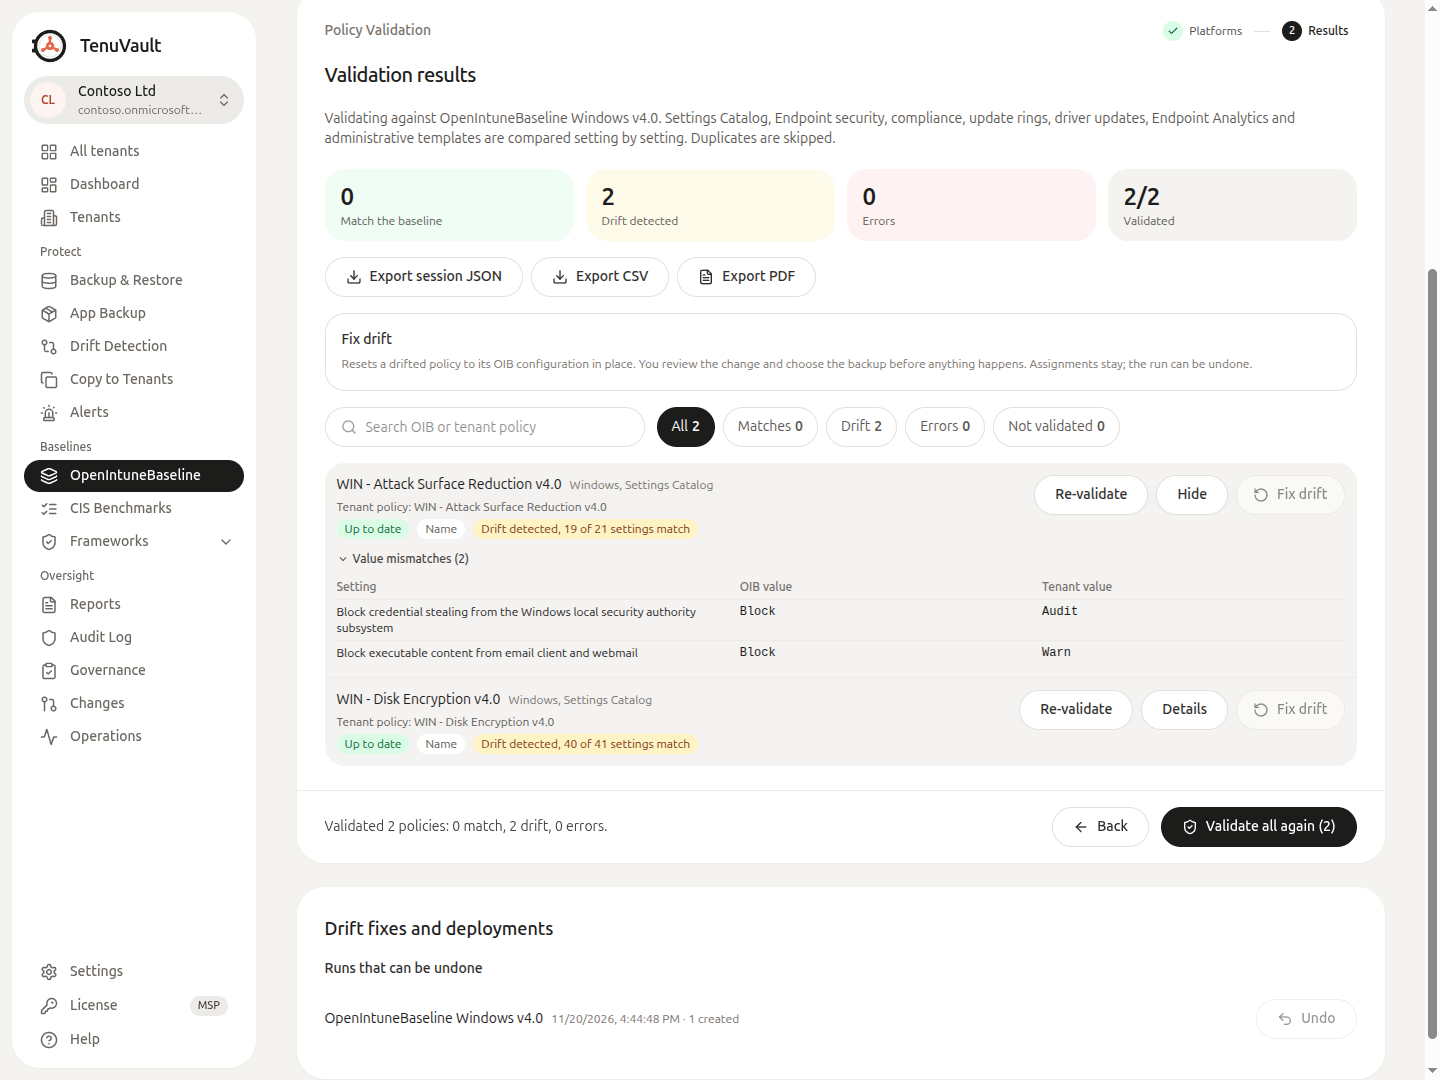 TenuVault
CL
Contoso Ltd
contoso.onmicrosoft...
All tenants
Dashboard
Tenants
Protect
Backup & Restore
App Backup
Drift Detection
Copy to Tenants
Alerts
Baselines
OpenIntuneBaseline
CIS Benchmarks
Frameworks
Oversight
Reports
Audit Log
Governance
Changes
Operations
Settings
License MSP
Help
Policy Validation
Platforms
2 Results
Validation results
Validating against OpenIntuneBaseline Windows v4.0. Settings Catalog, Endpoint security, compliance, update rings, driver updates, Endpoint Analytics and
administrative templates are compared setting by setting. Duplicates are skipped.
0
Match the baseline
2
Drift detected
0
Errors
2/2
Validated
Export session JSON
Export CSV
Export PDF
Fix drift
Resets a drifted policy to its OIB configuration in place. You review the change and choose the backup before anything happens. Assignments stay; the run can be undone.
Search OIB or tenant policy
All 2
Matches 0
Drift 2
Errors 0
Not validated 0
WIN - Attack Surface Reduction v4.0 Windows, Settings Catalog
Tenant policy: WIN - Attack Surface Reduction v4.0
Up to date Name Drift detected, 19 of 21 settings match
Re-validate
Hide
Fix drift
Value mismatches (2)
Setting OIB value Tenant value
Block credential stealing from the Windows local security authority
subsystem
Block
Audit
Block executable content from email client and webmail
Block
Warn
WIN - Disk Encryption v4.0 Windows, Settings Catalog
Tenant policy: WIN - Disk Encryption v4.0
Up to date Name Drift detected, 40 of 41 settings match
Re-validate
Details
Fix drift
Validated 2 policies: 0 match, 2 drift, 0 errors.
Back
Validate all again (2)
Drift fixes and deployments
Runs that can be undone
OpenIntuneBaseline Windows v4.0 11/20/2026, 4:44:48 PM · 1 created
Undo